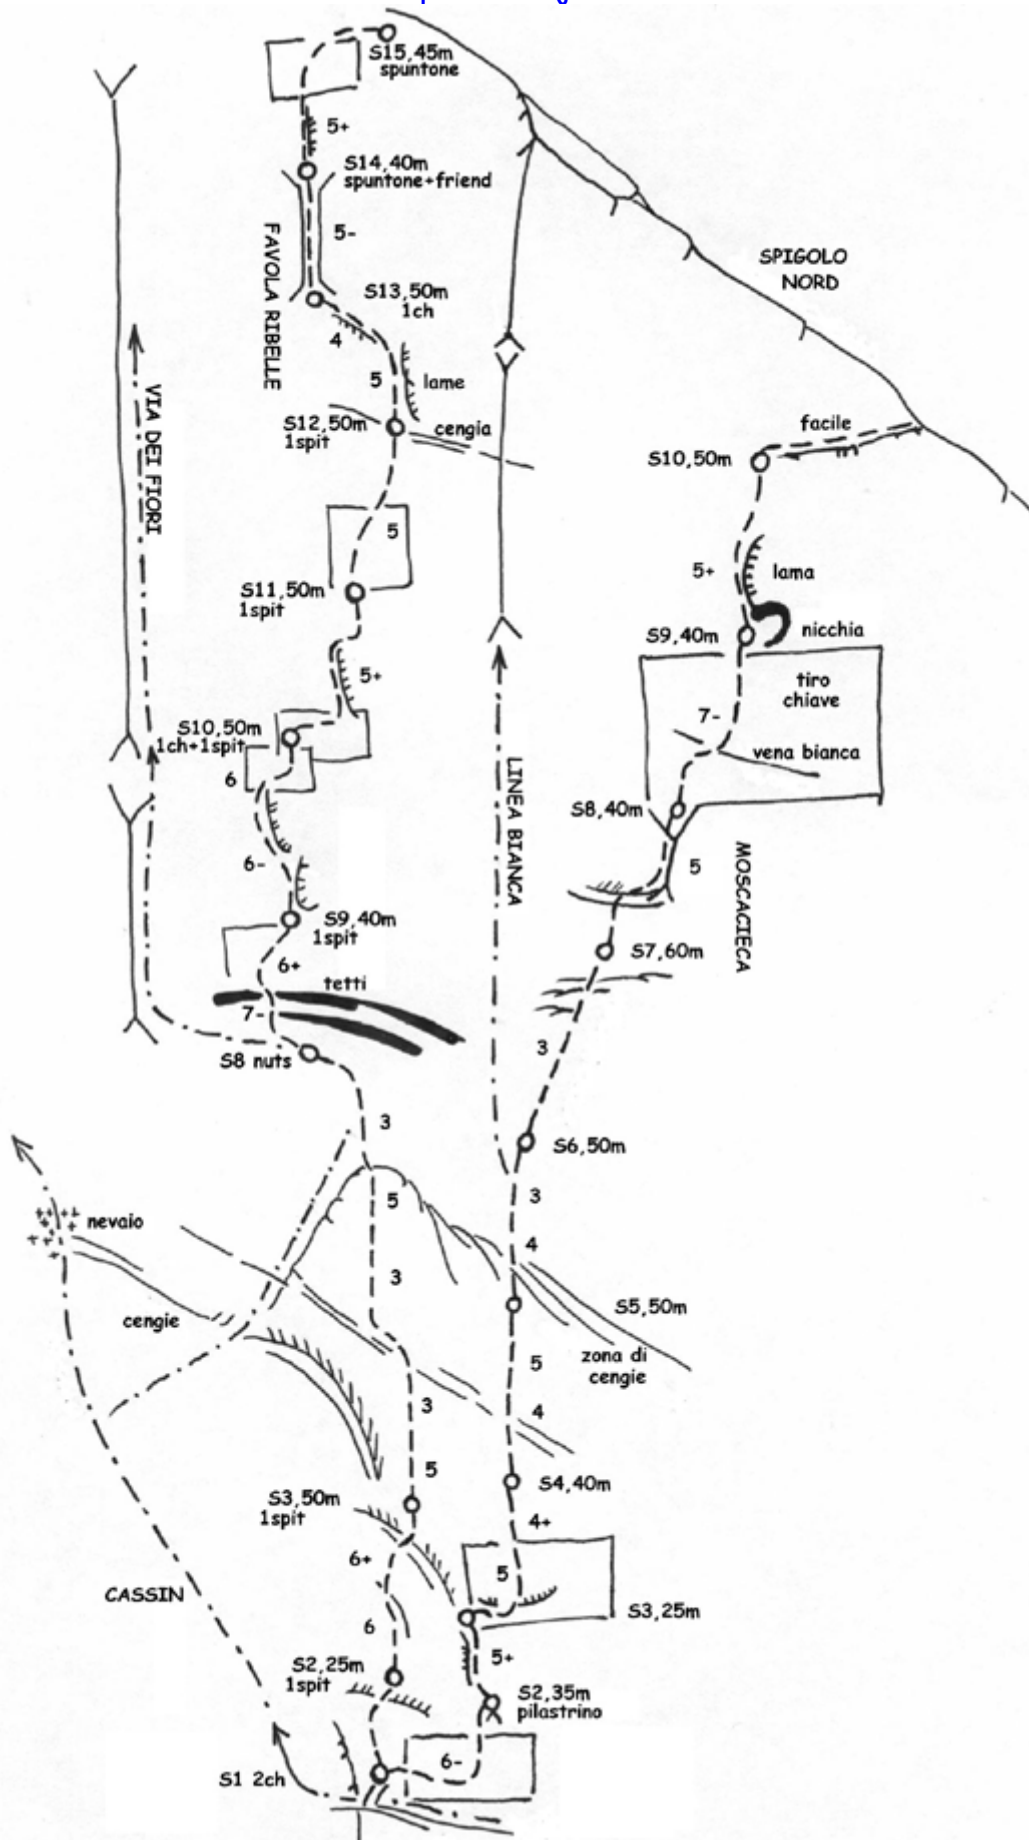 S15,45m
spuntone
5+
S14,40m
spuntone+friend
5-
FAVOLA RIBELLE
SPIGOLO
NORD
S13,50m
1ch
4
5
lame
VIA DEI FIORI
S12,50m
1spit
cengia
facile
S10,50m
5
5+
lama
S11,50m
1spit
nicchia
S9,40m
5+
tiro
chiave
7-
S10,50m
1ch+1spit
vena bianca
6
LINEA BIANCA
S8,40m
MOSCACIECA
6-
5
S9,40m
1spit
S7,60m
6+
tetti
7-
S8 nuts
3
3
S6,50m
5
3
nevaio
4
3
S5,50m
cengie
zona di
cengie
5
3
4
5
S4,40m
S3,50m
1spit
4+
6+
5
CASSIN
S3,25m
6
5+
S2,25m
1spit
S2,35m
pilastrino
6-
S1 2ch